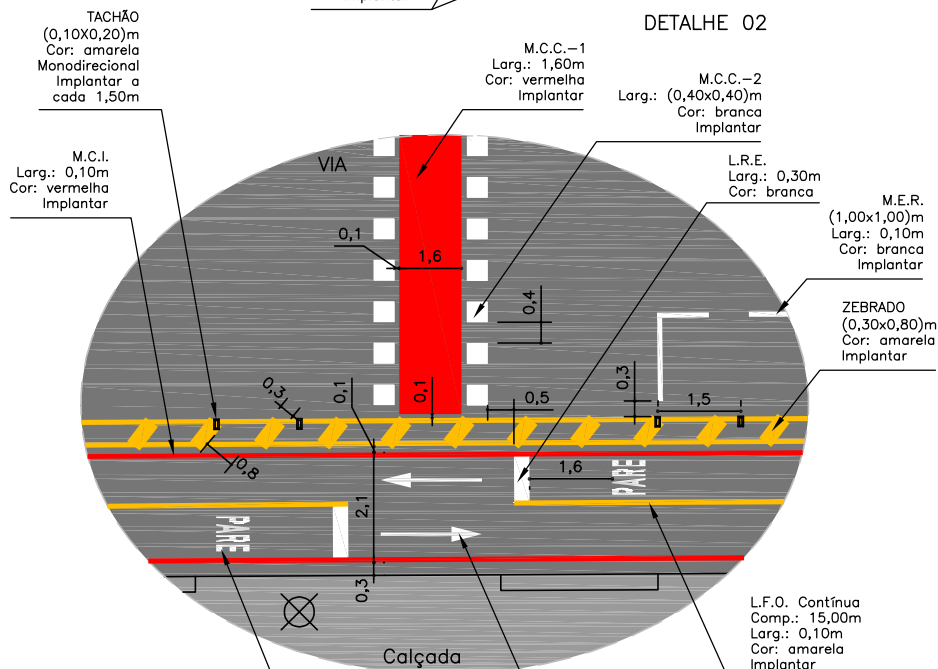 DETALHE 02
TACHÃO
(0,10X0,20)m
Cor: amarela
Monodirecional
Implantar a
cada 1,50m
M.C.C.-1
Larg.: 1,60m
Cor: vermelha
Implantar
M.C.C.-2
Larg.: (0,40x0,40)m
Cor: branca
Implantar
M.C.I.
Larg.: 0,10m
Cor: vermelha
Implantar
VIA
L.R.E.
Larg.: 0,30m
Cor: branca
M.E.R.
(1,00x1,00)m
Larg.: 0,10m
Cor: branca
Implantar
ZEBRADO
(0,30x0,80)m
Cor: amarela
Implantar
0,1
1,6
0,4
0,3
0,1
0,1
0,5
0,3
1,5
0,8
1,6
PARE
2,1
PARE
0,3
L.F.O. Contínua
Comp.: 15,00m
Larg.: 0,10m
Cor: amarela
Implantar
Calçada